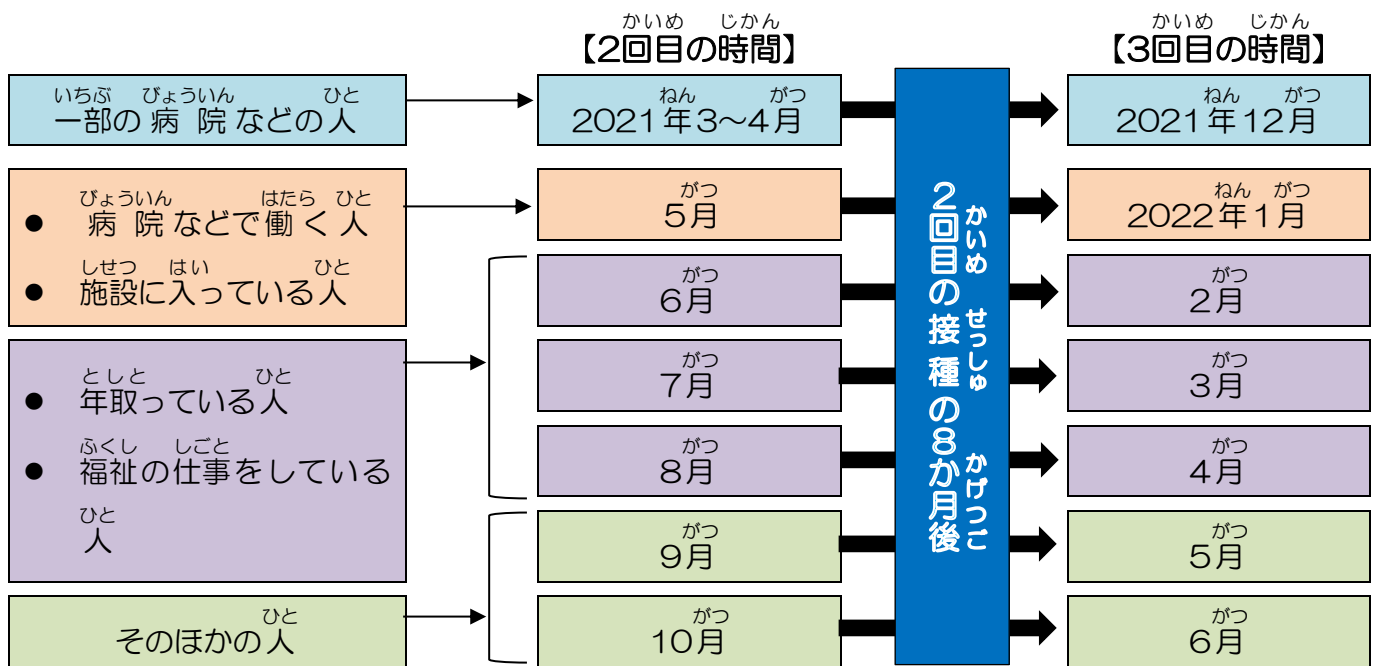 かいめ じかん
【2回目の時間】
かいめ じかん
【3回目の時間】
いちぶ びょういん ひと
一部の病院などの人
ねん がつ
2021年3～4月
ねん がつ
2021年12月
びょういん はたら ひと
● 病院などで働く人
しせつ はい ひと
● 施設に入っている人
がつ
5月
ねん がつ
2022年1月
がつ
6月
がつ
2月
としと ひと
● 年取っている人
ふくし しごと
● 福祉の仕事をしている
ひと
人
がつ
7月
がつ
3月
がつ
8月
がつ
4月
がつ
9月
がつ
5月
ひと
そのほかの人
がつ
10月
がつ
6月
かいめ せっしゅ かげつご
2回目の接種の8か月後